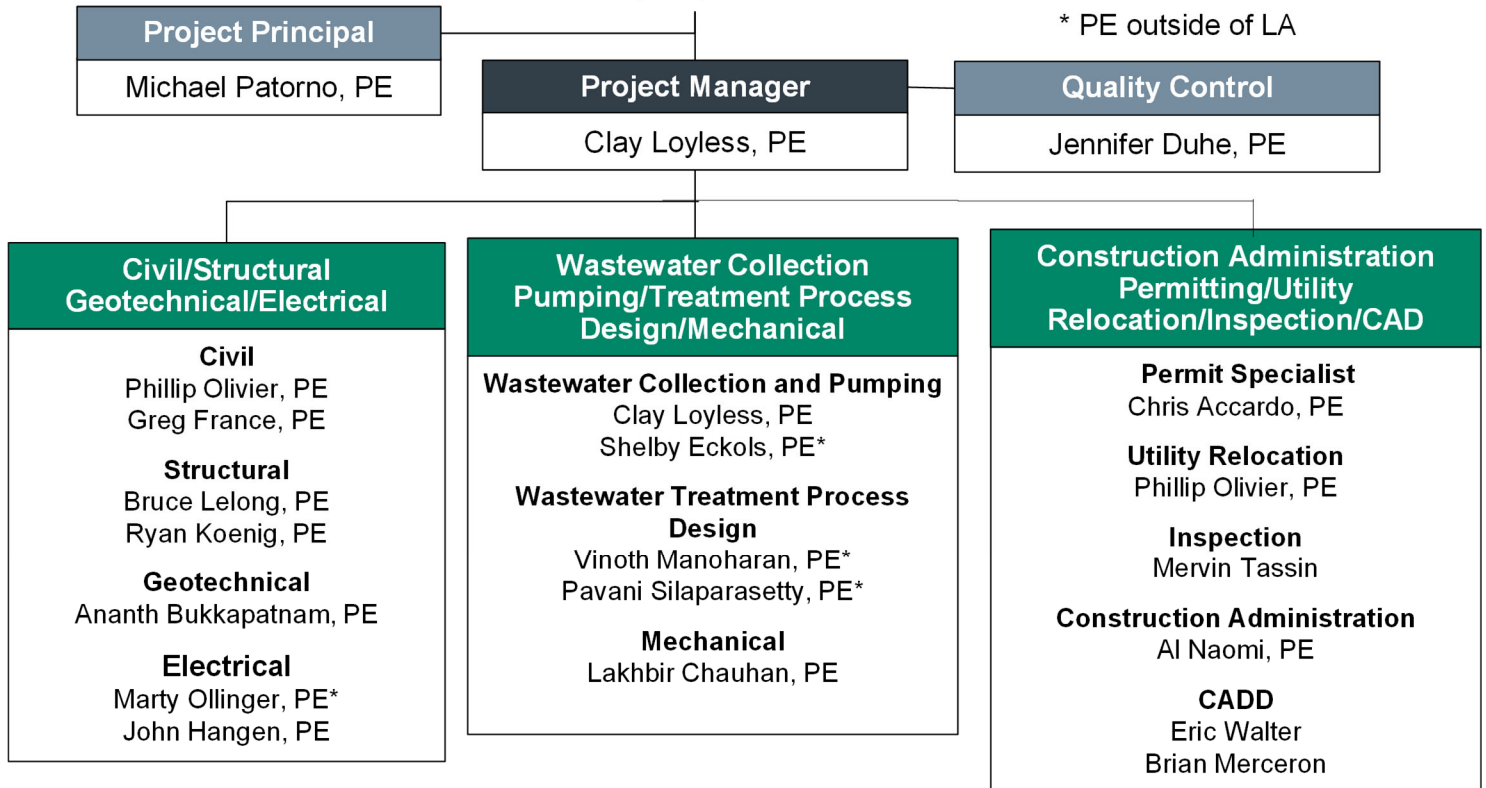 Project Principal
Michael Patorno, PE
* PE outside of LA
Project Manager
Clay Loyless, PE
Quality Control
Jennifer Duhe, PE
Civil/Structural
Geotechnical/Electrical
Civil
Phillip Olivier, PE
Greg France, PE
Structural
Bruce Lelong, PE
Ryan Koenig, PE
Geotechnical
Ananth Bukkapatnam, PE
Electrical
Marty Ollinger, PE*
John Hangen, PE
Wastewater Collection
Pumping/Treatment Process
Design/Mechanical
Wastewater Collection and Pumping
Clay Loyless, PE
Shelby Eckols, PE*
Wastewater Treatment Process
Design
Vinoth Manoharan, PE*
Pavani Silaparasetty, PE*
Mechanical
Lakhbir Chauhan, PE
Construction Administration
Permitting/Utility
Relocation/Inspection/CAD
Permit Specialist
Chris Accardo, PE
Utility Relocation
Phillip Olivier, PE
Inspection
Mervin Tassin
Construction Administration
Al Naomi, PE
CADD
Eric Walter
Brian Merceron